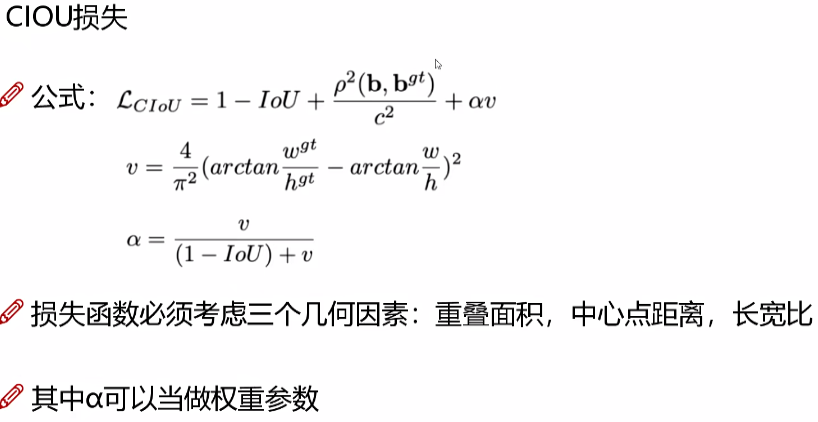 CIOU损失
公式：$\mathcal{L}_{CIoU} = 1 - IoU + \frac{\rho^2(\mathbf{b}, \mathbf{b}^{gt})}{c^2} + \alpha v$
$v = \frac{4}{\pi^2}(arctan\frac{w^{gt}}{h^{gt}} - arctan\frac{w}{h})^2$
$\alpha = \frac{v}{(1 - IoU) + v}$
损失函数必须考虑三个几何因素：重叠面积，中心点距离，长宽比
其中α可以当做权重参数